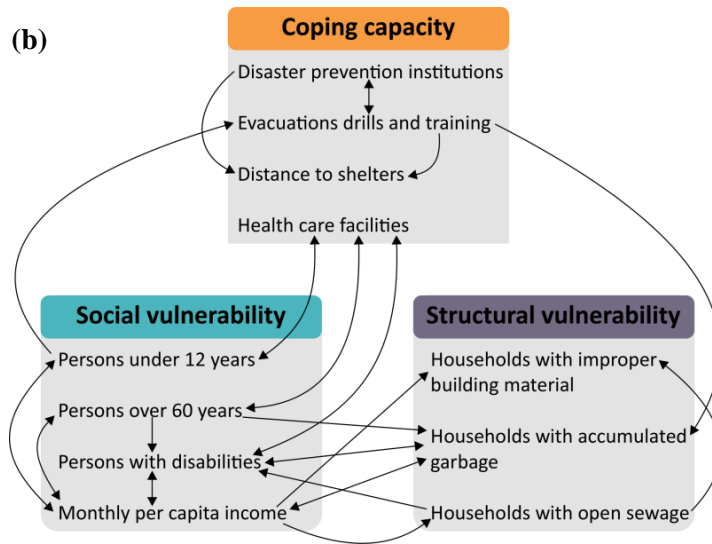 (b)
Coping capacity
Disaster prevention institutions
Evacuations drills and training
Distance to shelters
Health care facilities
Social vulnerability
Persons under 12 years
Persons over 60 years
Persons with disabilities
Monthly per capita income
Structural vulnerability
Households with improper
building material
Households with accumulated
garbage
Households with open sewage